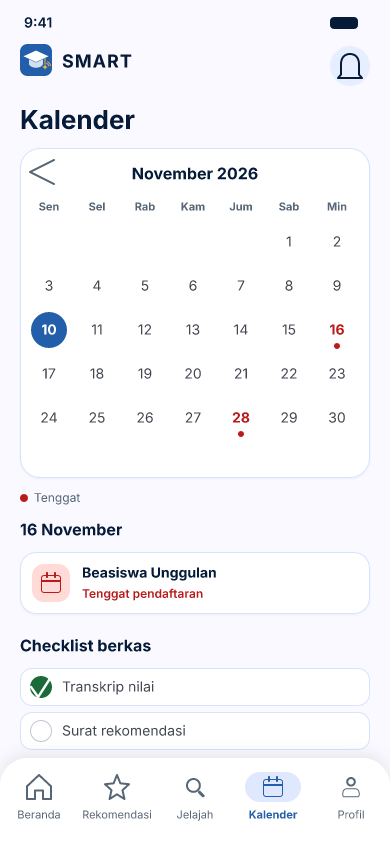 9:41
SMART
Kalender
November 2026
Sen Sel Rab Kam Jum Sab Min
1 2
3 4 5 6 7 8 9
10 11 12 13 14 15 16
17 18 19 20 21 22 23
24 25 26 27 28 29 30
Tenggat
16 November
Beasiswa Unggulan
Tenggat pendaftaran
Checklist berkas
Transkrip nilai
Surat rekomendasi
Beranda Rekomendasi Jelajah Kalender Profil